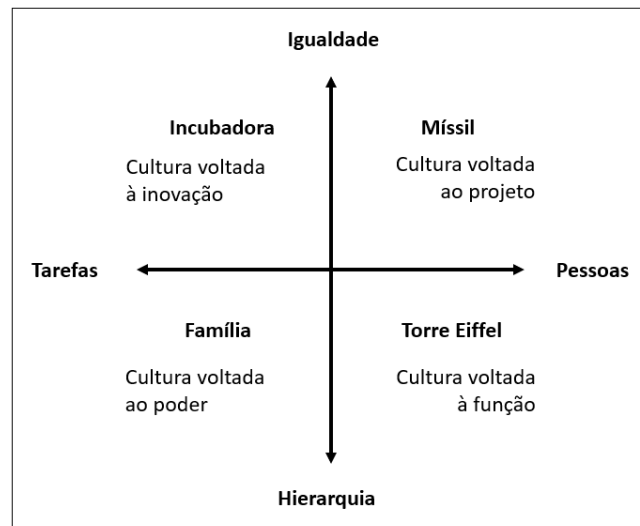 Igualdade
Incubadora
Míssil
Cultura voltada
à inovação
Cultura voltada
ao projeto
Tarefas
Pessoas
Família
Torre Eiffel
Cultura voltada
ao poder
Cultura voltada
à função
Hierarquia